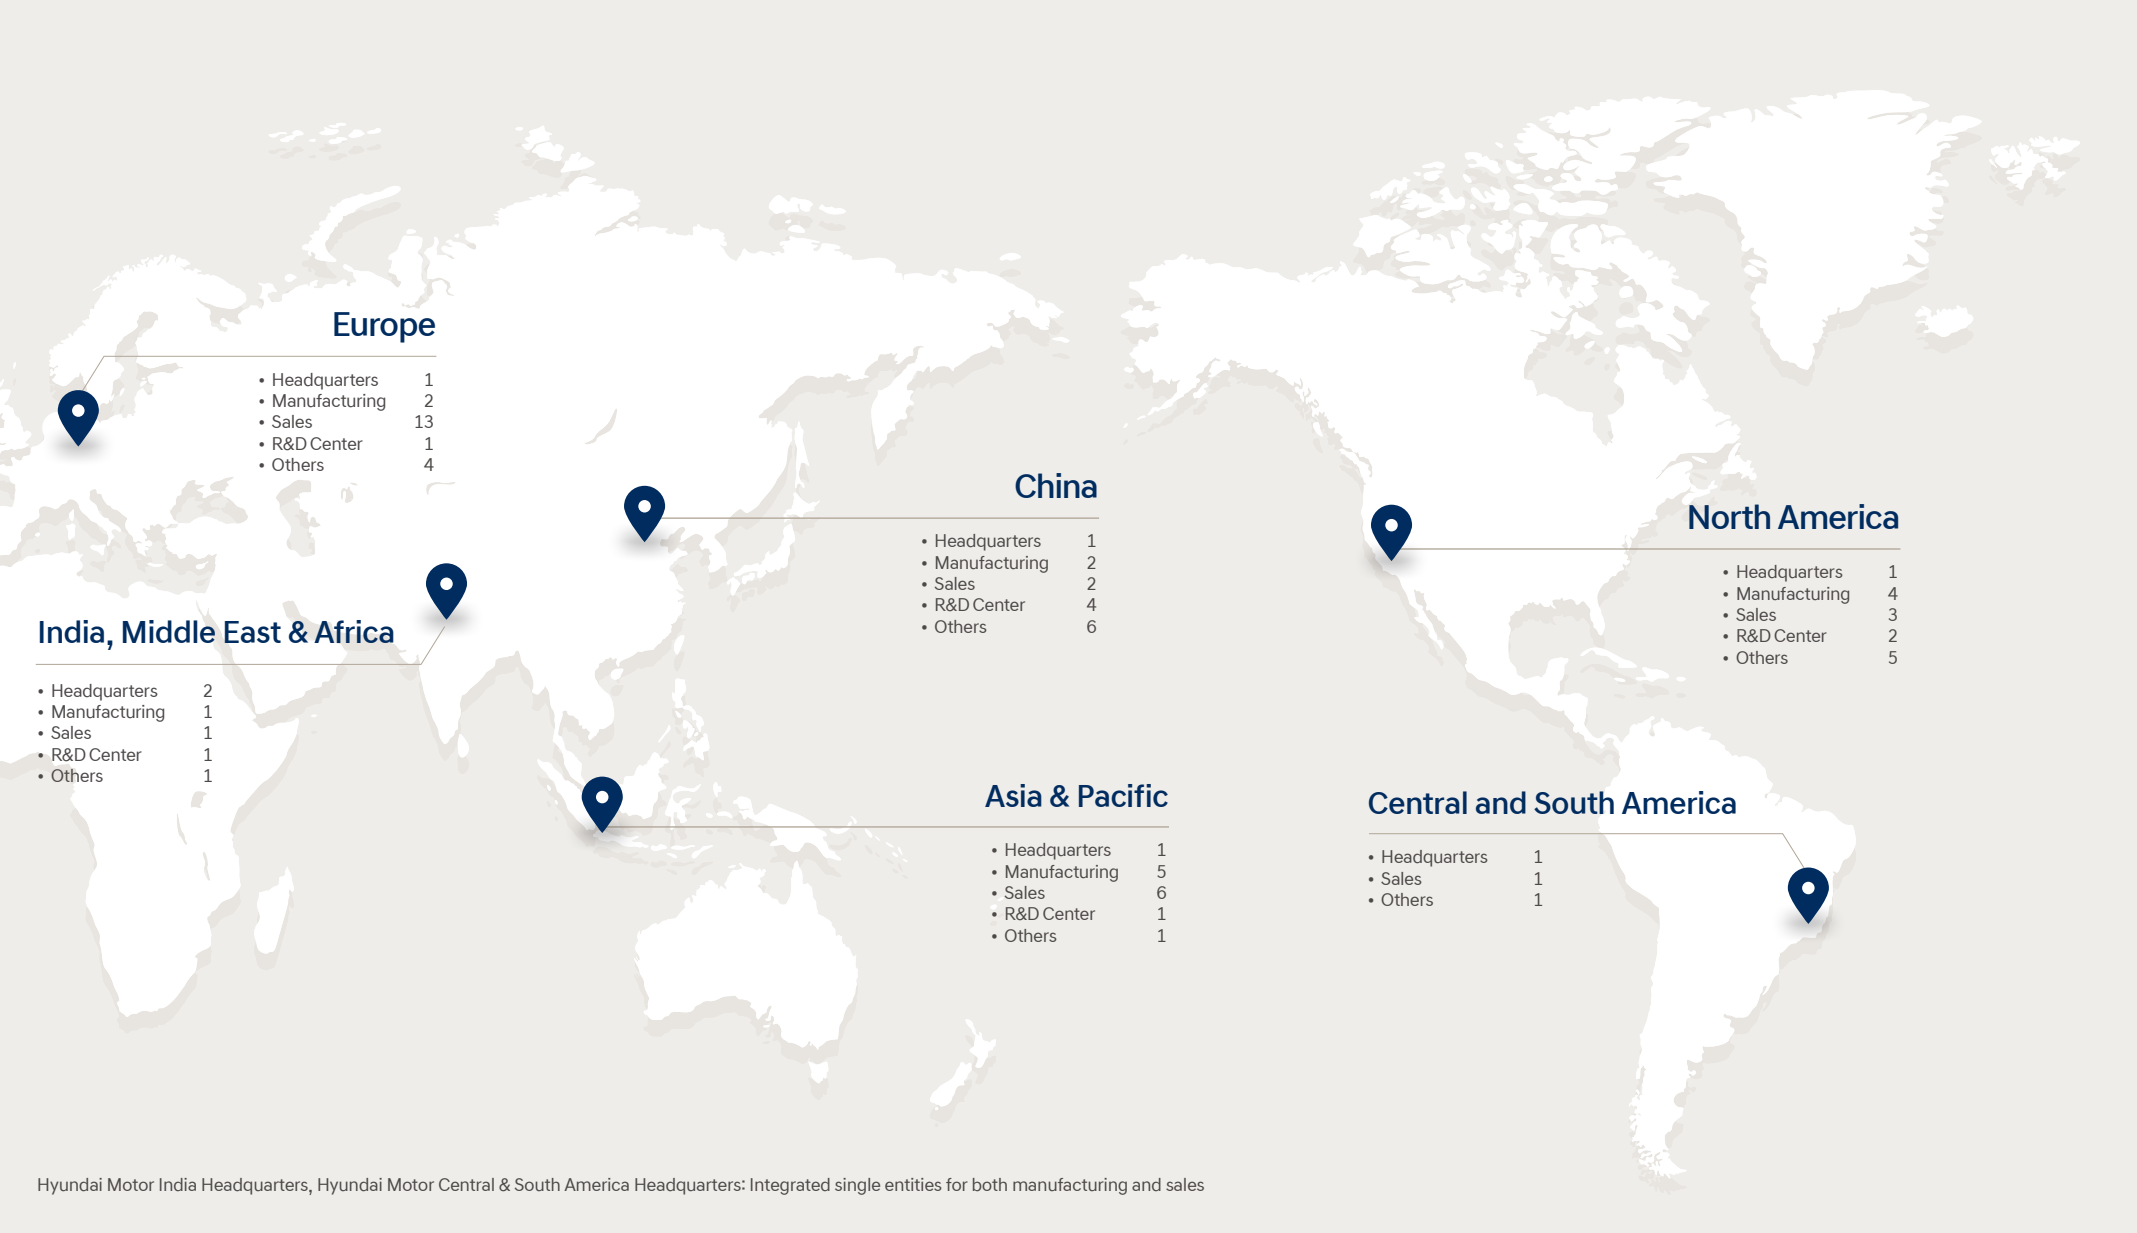 Europe
• Headquarters 1
• Manufacturing 2
• Sales 13
• R&D Center 1
• Others 4
China
• Headquarters 1
• Manufacturing 2
• Sales 2
• R&D Center 4
• Others 6
North America
• Headquarters 1
• Manufacturing 4
• Sales 3
• R&D Center 2
• Others 5
India, Middle East & Africa
• Headquarters 2
• Manufacturing 1
• Sales 1
• R&D Center 1
• Others 1
Asia & Pacific
• Headquarters 1
• Manufacturing 5
• Sales 6
• R&D Center 1
• Others 1
Central and South America
• Headquarters 1
• Sales 1
• Others 1
Hyundai Motor India Headquarters, Hyundai Motor Central & South America Headquarters: Integrated single entities for both manufacturing and sales